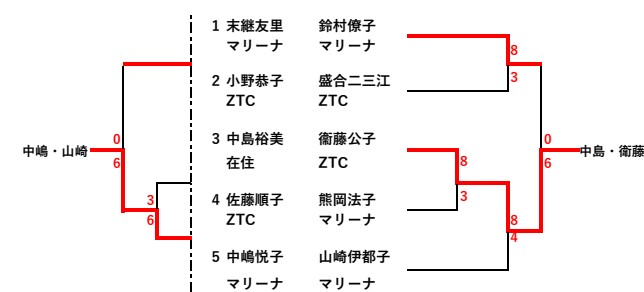 1 末継友里 鈴村僚子
マリーナ マリーナ
8
2 小野恭子 盛合二三江
3
ZTC ZTC
0 3 中島裕美 衞藤公子 0
中嶋・山崎 中島・衞藤
6 在住 ZTC 8 6
3 4 佐藤順子 熊岡法子 3
6 ZTC マリーナ 8
4
5 中嶋悦子 山崎伊都子
マリーナ マリーナ